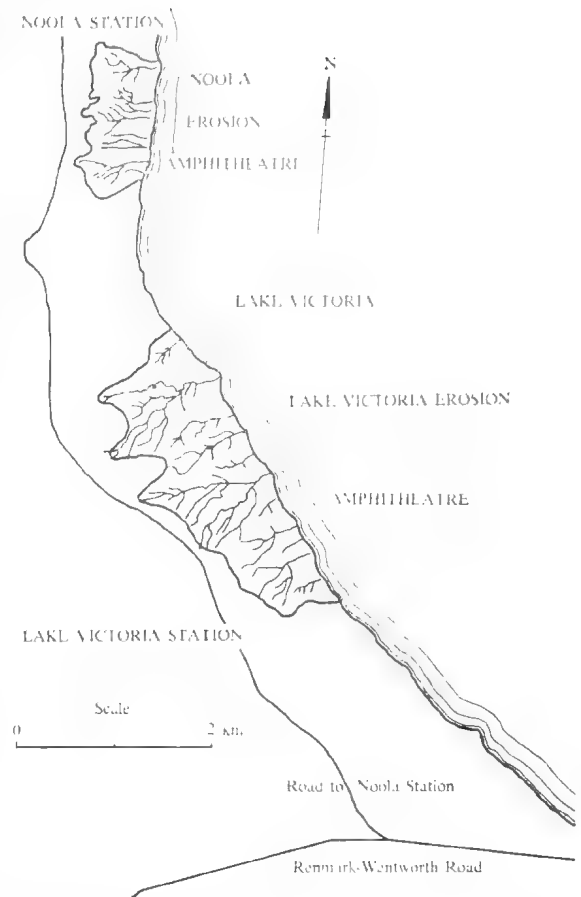 NOOLA STATION
N
NOOLA
EROSION
AMPHITHEATRE
LAKE VICTORIA
LAKE VICTORIA EROSION
AMPHITHEATRE
LAKE VICTORIA STATION
Scale
0 2 km.
Road to Noola Station
Renmark-Wentworth Road